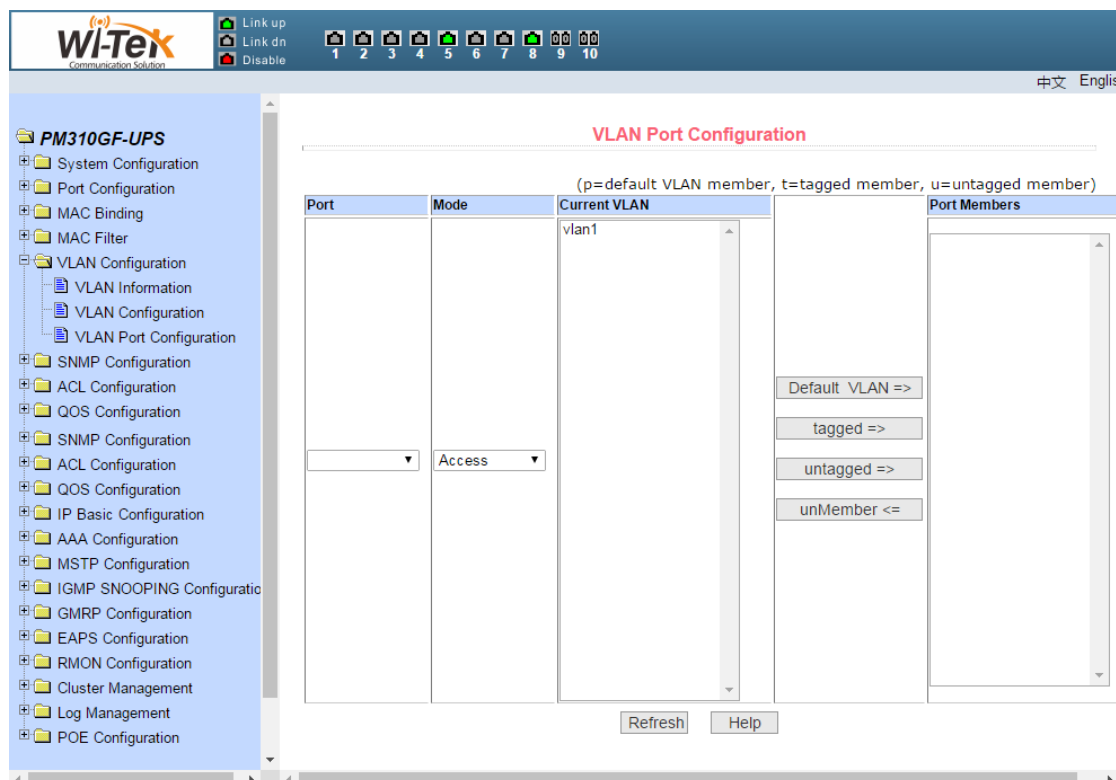 Wi-Tek
Communication Solution
Link up
Link dn
Disable
1 2 3 4 5 6 7 8 9 10
中文 Englis
PM310GF-UPS
System Configuration
Port Configuration
MAC Binding
MAC Filter
VLAN Configuration
VLAN Information
VLAN Configuration
VLAN Port Configuration
SNMP Configuration
ACL Configuration
QOS Configuration
SNMP Configuration
ACL Configuration
QOS Configuration
IP Basic Configuration
AAA Configuration
MSTP Configuration
IGMP SNOOPING Configuratio
GMRP Configuration
EAPS Configuration
RMON Configuration
Cluster Management
Log Management
POE Configuration
VLAN Port Configuration
(p=default VLAN member, t=tagged member, u=untagged member)
Port Mode Current VLAN Port Members
vlan1
Access
Default VLAN =>
tagged =>
untagged =>
unMember <=
Refresh Help